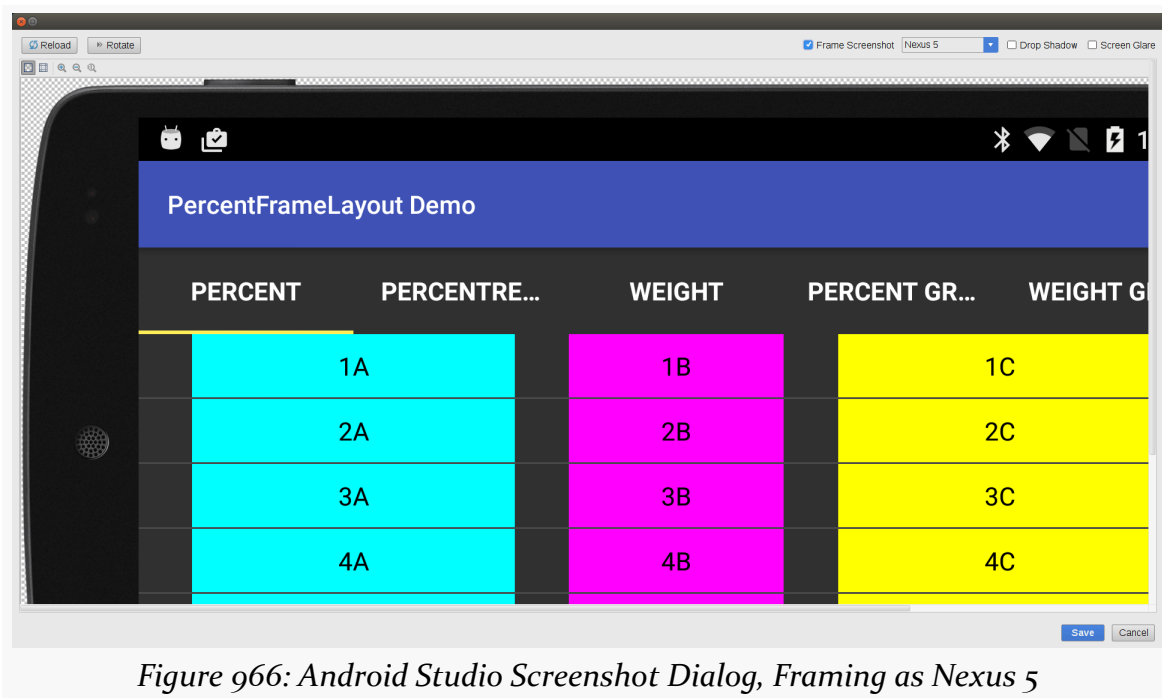 Reload Rotate Frame Screenshot Nexus 5 Drop Shadow Screen Glare
1
PercentFrameLayout Demo
PERCENT PERCENTRE... WEIGHT PERCENT GR... WEIGHT G
1A 1B 1C
2A 2B 2C
3A 3B 3C
4A 4B 4C
Save Cancel
Figure 966: Android Studio Screenshot Dialog, Framing as Nexus 5